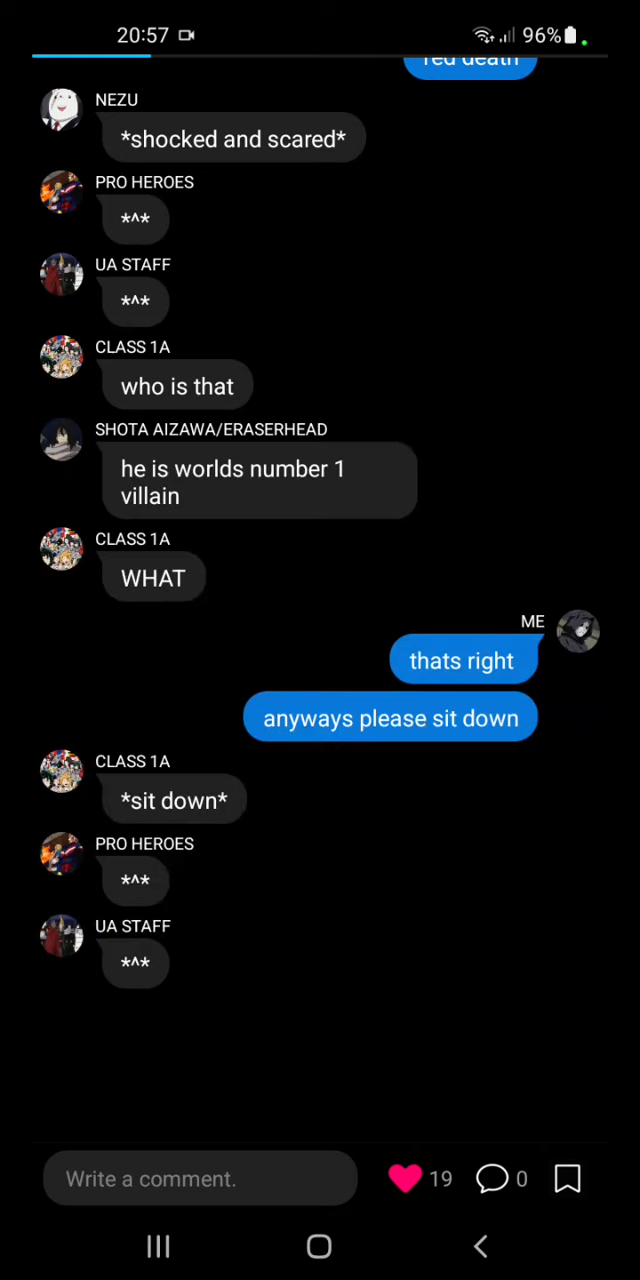 20:57
96%
red death
NEZU
*shocked and scared*
PRO HEROES
*^*
UA STAFF
*^*
CLASS 1A
who is that
SHOTA AIZAWA/ERASERHEAD
he is worlds number 1
villain
CLASS 1A
WHAT
ME
thats right
anyways please sit down
CLASS 1A
*sit down*
PRO HEROES
*^*
UA STAFF
*^*
Write a comment.
19
0